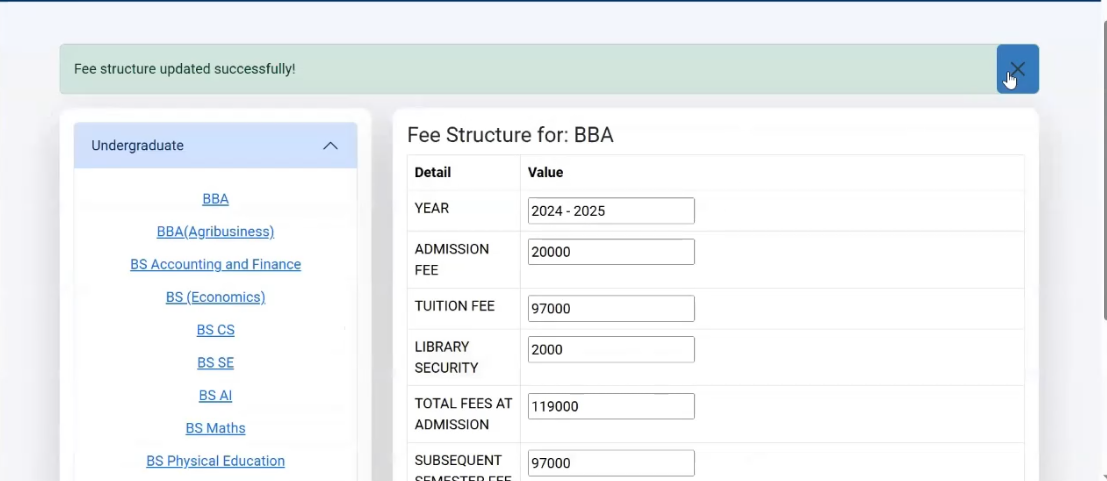 Fee structure updated successfully!
Undergraduate
BBA
BBA(Agribusiness)
BS Accounting and Finance
BS (Economics)
BS CS
BS SE
BS AI
BS Maths
BS Physical Education
Fee Structure for: BBA
Detail Value
YEAR 2024 - 2025
ADMISSION
FEE 20000
TUITION FEE 97000
LIBRARY
SECURITY 2000
TOTAL FEES AT
ADMISSION 119000
SUBSEQUENT 97000
SEMESTER FEE